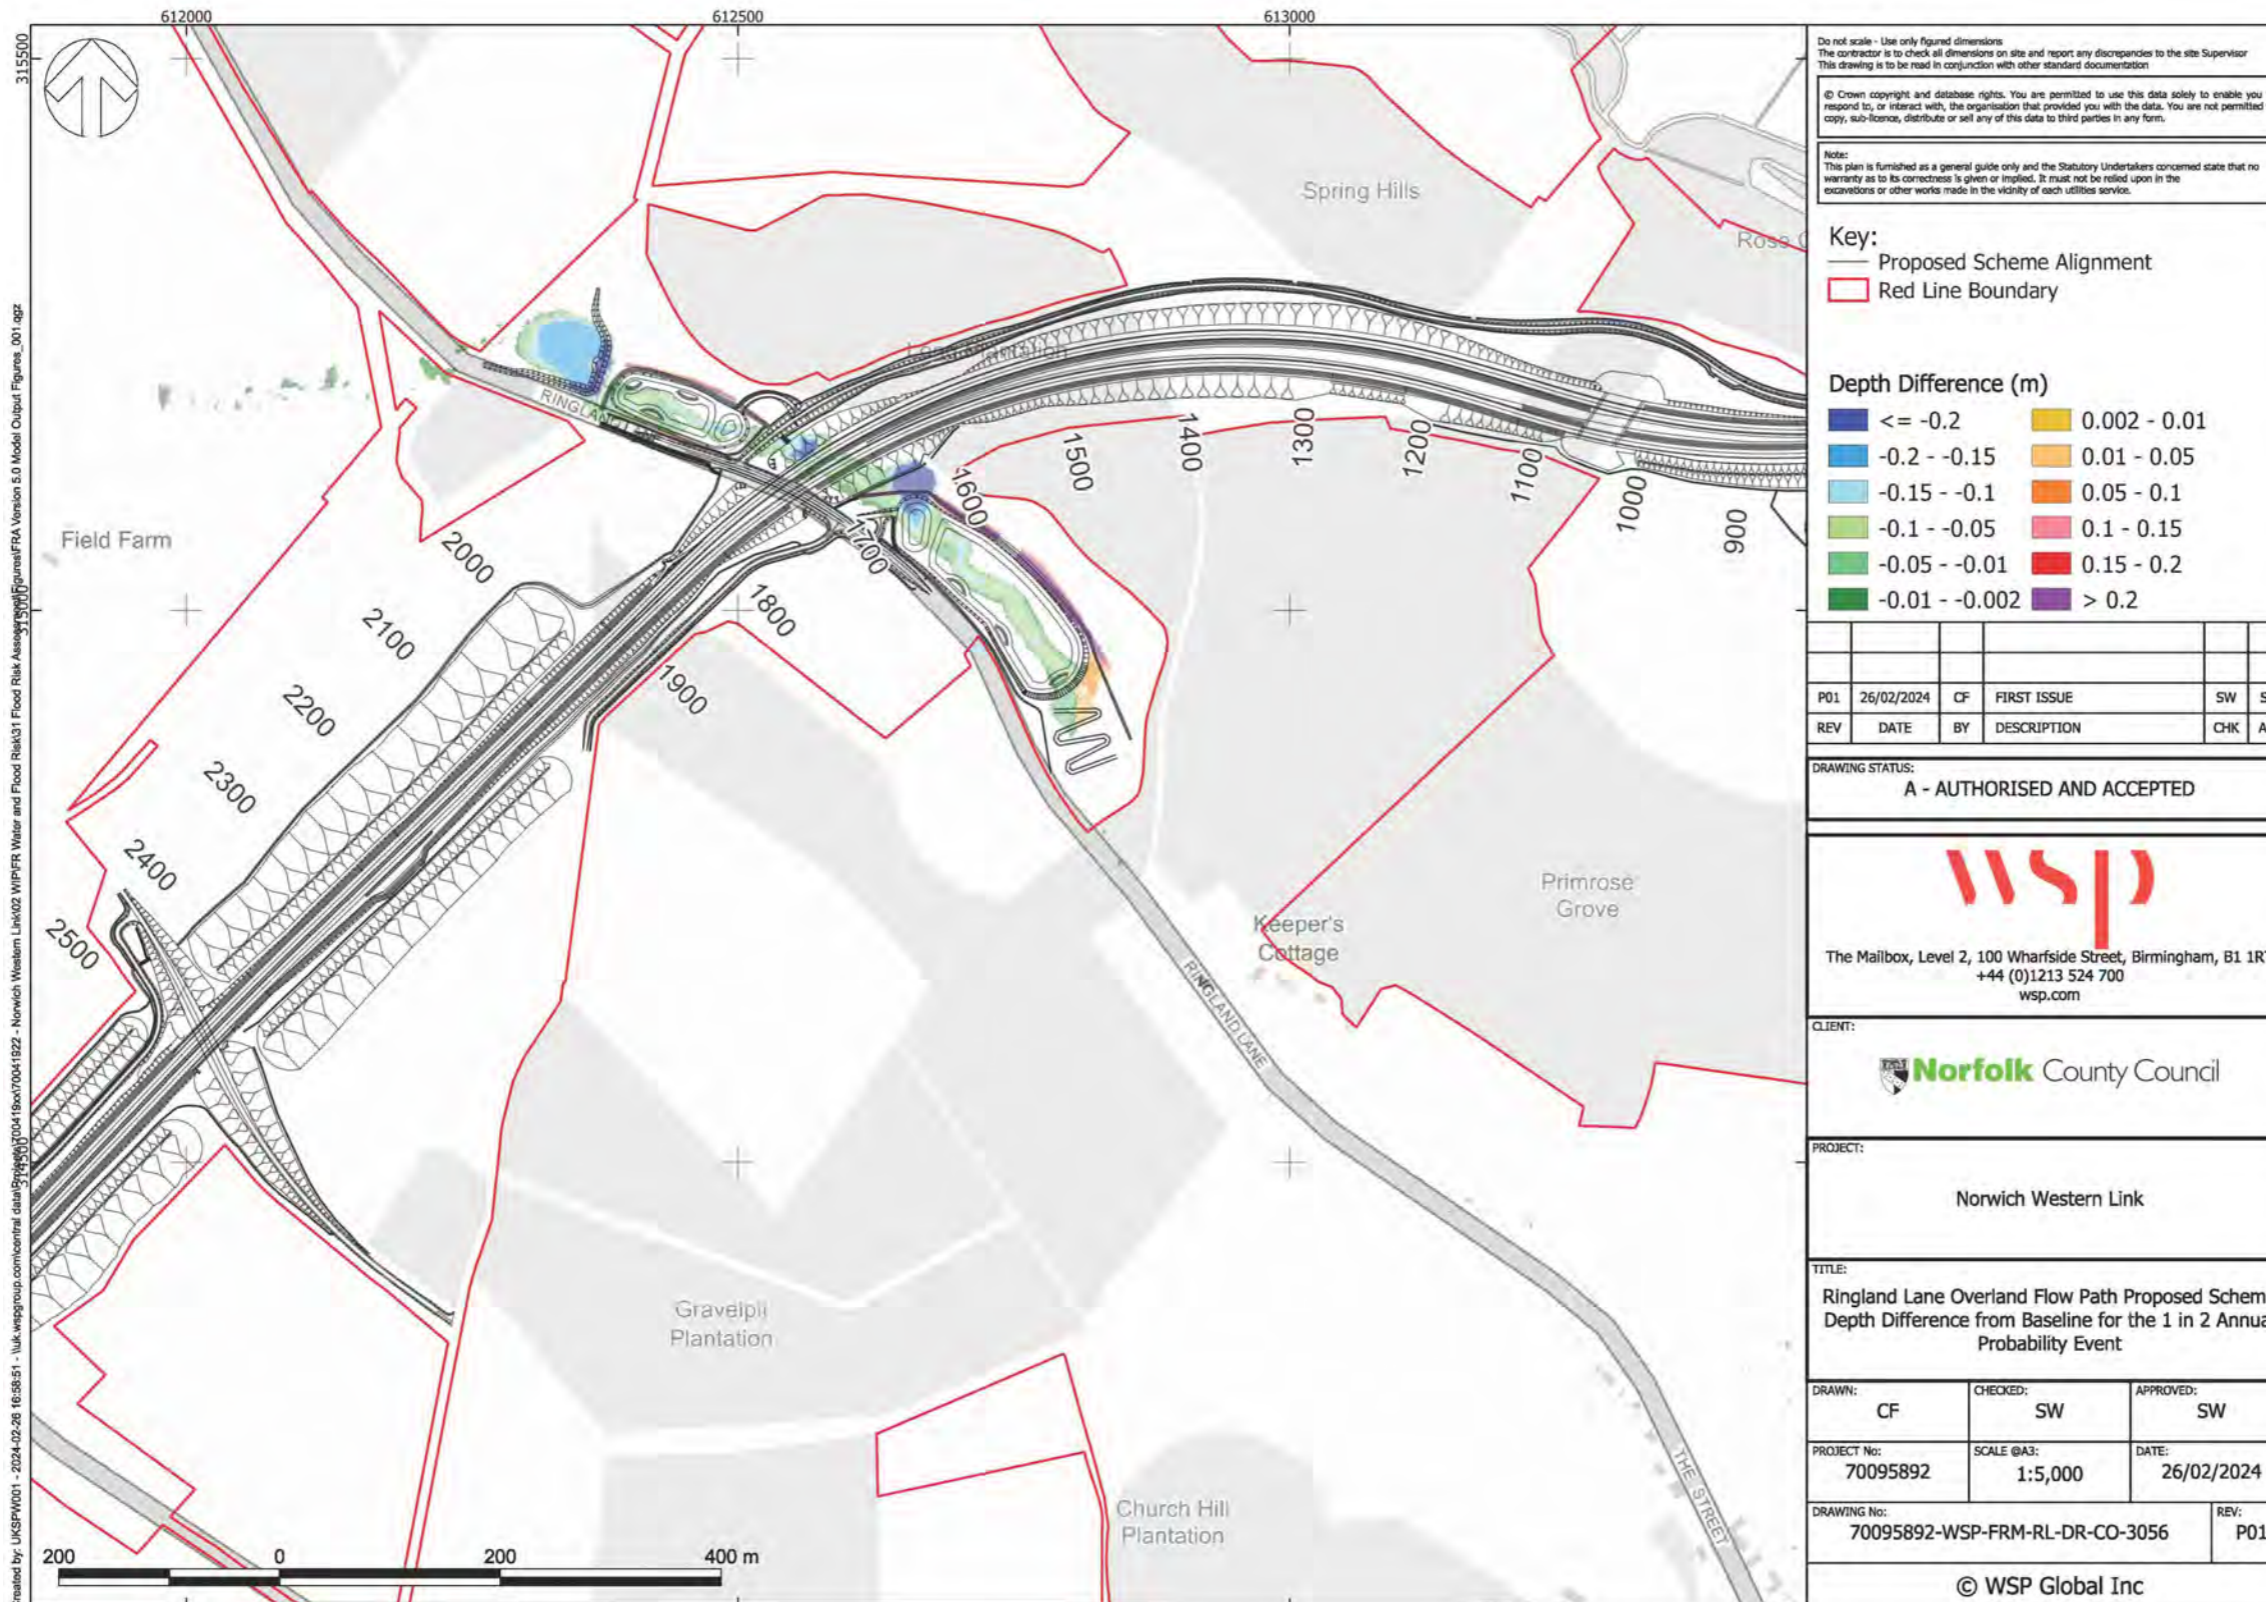 612000
612500
613000
315500
315000
314500
Spring Hills
RINGLAND LANE
Field Farm
900
1000
1100
1200
1300
1400
1500
1600
1700
1800
1900
2000
2100
2200
2300
2400
2500
Primrose
Grove
Keeper's
Cottage
RINGLAND LANE
Gravelpit
Plantation
Church Hill
Plantation
THE STREET
200
0
200
400 m
Created by: UKSPW001 - 2024-02-26 16:58:51 -
Do not scale - Use only figured dimensions
The contractor is to check all dimensions on site and report any discrepancies to the site Supervisor
This drawing is to be read in conjunction with other standard documentation
© Crown copyright and database rights. You are permitted to use this data solely to enable you
respond to, or interact with, the organisation that provided you with the data. You are not permitted
copy, sub-licence, distribute or sell any of this data to third parties in any form.
Note:
This plan is furnished as a general guide only and the Statutory Undertakers concerned state that no
warranty as to its correctness is given or implied. It must not be relied upon in the
excavations or other works made in the vicinity of each utilities service.
Key:
Proposed Scheme Alignment
Red Line Boundary
Depth Difference (m)
<= -0.2
0.002 - 0.01
-0.2 - -0.15
0.01 - 0.05
-0.15 - -0.1
0.05 - 0.1
-0.1 - -0.05
0.1 - 0.15
-0.05 - -0.01
0.15 - 0.2
-0.01 - -0.002
> 0.2
P01 26/02/2024 CF FIRST ISSUE SW
REV DATE BY DESCRIPTION CHK
DRAWING STATUS:
A - AUTHORISED AND ACCEPTED
wsp
The Mailbox, Level 2, 100 Wharfside Street, Birmingham, B1 1R
+44 (0)1213 524 700
wsp.com
CLIENT:
Norfolk County Council
PROJECT:
Norwich Western Link
TITLE:
Ringland Lane Overland Flow Path Proposed Schem
Depth Difference from Baseline for the 1 in 2 Annua
Probability Event
DRAWN:
CF
CHECKED:
SW
APPROVED:
SW
PROJECT No:
70095892
SCALE @A3:
1:5,000
DATE:
26/02/2024
DRAWING No:
70095892-WSP-FRM-RL-DR-CO-3056
REV:
P01
© WSP Global Inc